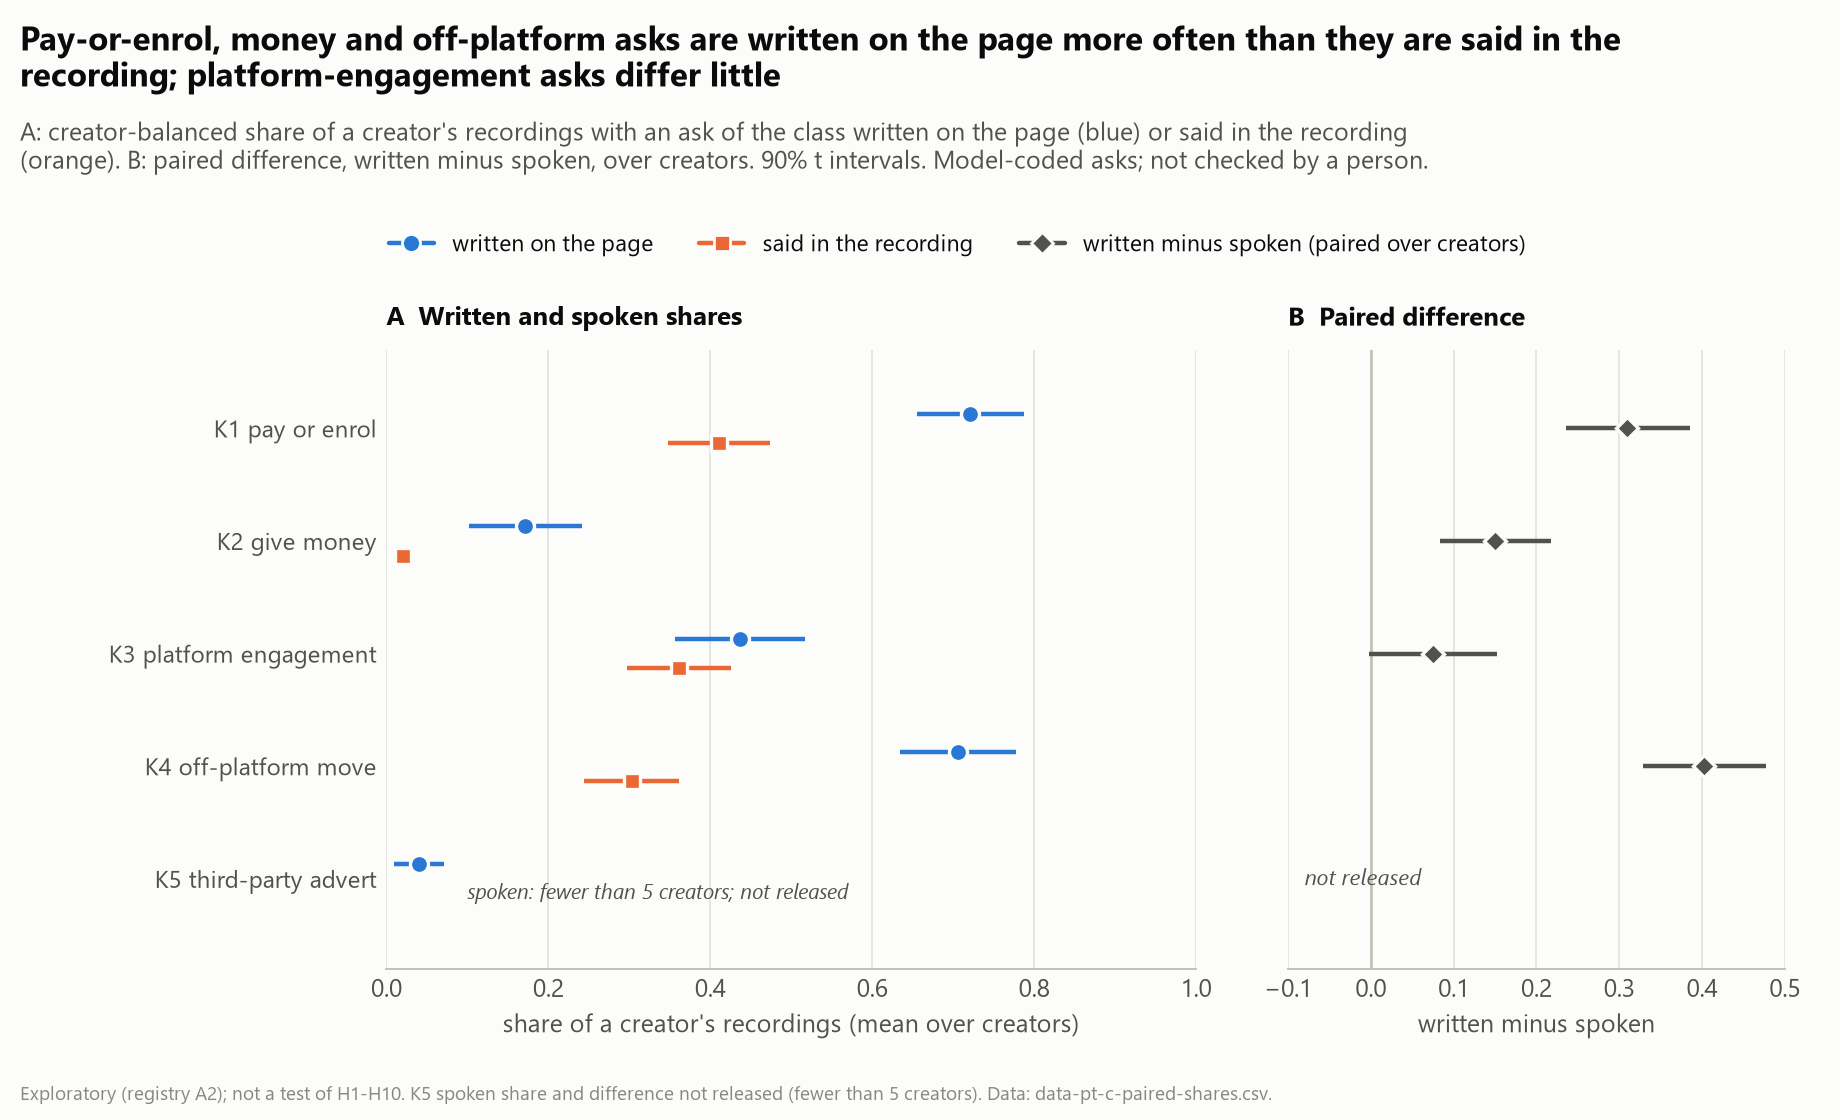 Pay-or-enrol, money and off-platform asks are written on the page more often than they are said in the
recording; platform-engagement asks differ little
A: creator-balanced share of a creator's recordings with an ask of the class written on the page (blue) or said in the recording
(orange). B: paired difference, written minus spoken, over creators. 90% t intervals. Model-coded asks; not checked by a person.
written on the page said in the recording written minus spoken (paired over creators)
A Written and spoken shares
B Paired difference
K1 pay or enrol
K2 give money
K3 platform engagement
K4 off-platform move
K5 third-party advert
spoken: fewer than 5 creators; not released
not released
0.0 0.2 0.4 0.6 0.8 1.0
−0.1 0.0 0.1 0.2 0.3 0.4 0.5
share of a creator's recordings (mean over creators)
written minus spoken
Exploratory (registry A2); not a test of H1-H10. K5 spoken share and difference not released (fewer than 5 creators). Data: data-pt-c-paired-shares.csv.